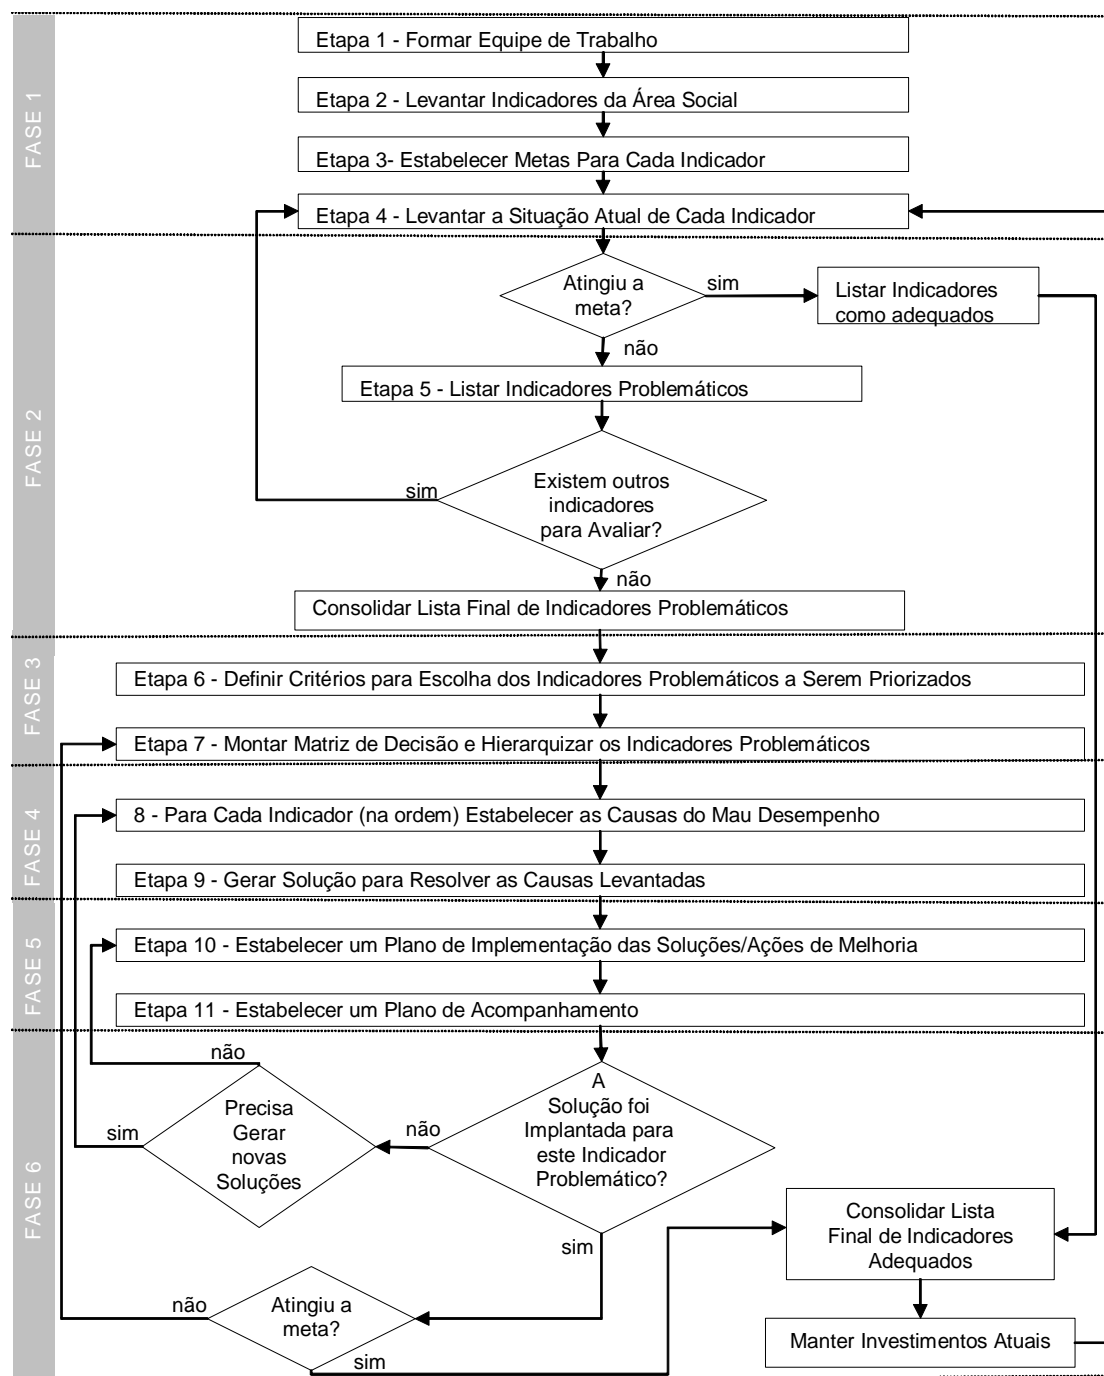 FASE 1
Etapa 1 - Formar Equipe de Trabalho
Etapa 2 - Levantar Indicadores da Área Social
Etapa 3- Estabelecer Metas Para Cada Indicador
Etapa 4 - Levantar a Situação Atual de Cada Indicador
FASE 2
Atingiu a
meta?
sim
Listar Indicadores
como adequados
não
Etapa 5 - Listar Indicadores Problemáticos
sim
Existem outros
indicadores
para Avaliar?
não
Consolidar Lista Final de Indicadores Problemáticos
FASE 3
Etapa 6 - Definir Critérios para Escolha dos Indicadores Problemáticos a Serem Priorizados
Etapa 7 - Montar Matriz de Decisão e Hierarquizar os Indicadores Problemáticos
FASE 4
8 - Para Cada Indicador (na ordem) Estabelecer as Causas do Mau Desempenho
Etapa 9 - Gerar Solução para Resolver as Causas Levantadas
FASE 5
Etapa 10 - Estabelecer um Plano de Implementação das Soluções/Ações de Melhoria
Etapa 11 - Estabelecer um Plano de Acompanhamento
FASE 6
não
sim
Precisa
Gerar
novas
Soluções
não
A
Solução foi
Implantada para
este Indicador
Problemático?
sim
Consolidar Lista
Final de Indicadores
Adequados
não
Atingiu a
meta?
sim
Manter Investimentos Atuais